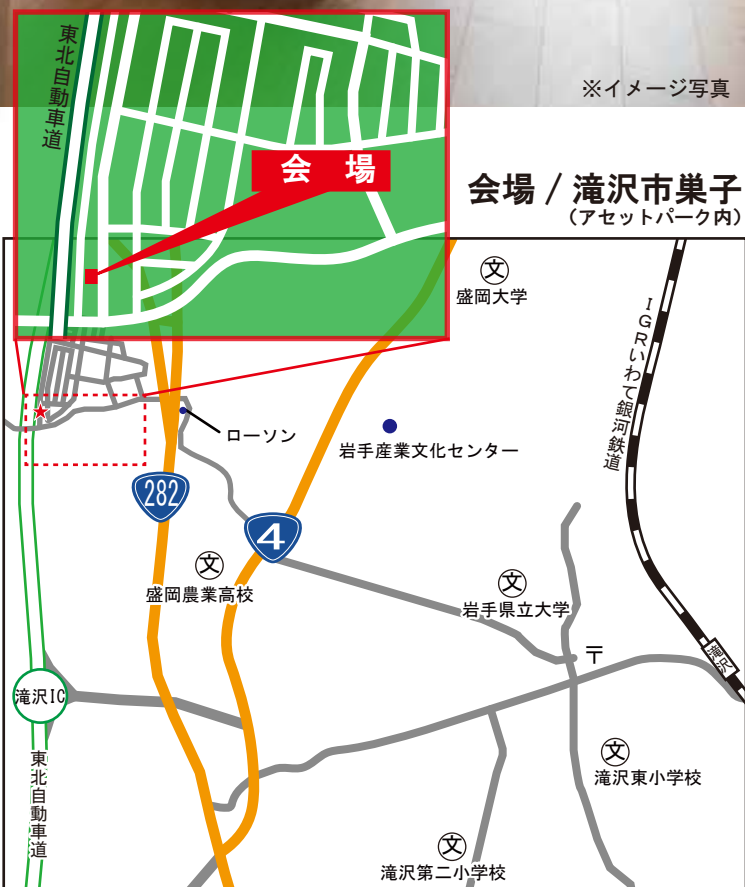 東北自動車道
※イメージ写真
会場
会場 / 滝沢市巣子
(アセットパーク内)
盛岡大学
IGRいわて銀河鉄道
ローソン
岩手産業文化センター
282
4
盛岡農業高校
岩手県立大学
〒
滝沢
滝沢IC
東北自動車道
滝沢東小学校
滝沢第二小学校
文
文
文
文
文